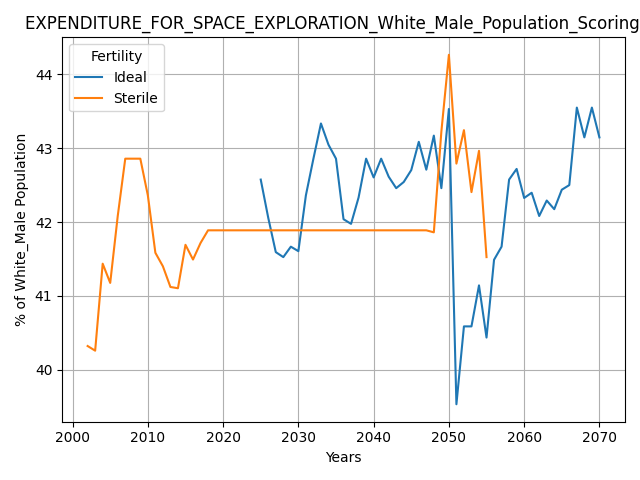 EXPENDITURE_FOR_SPACE_EXPLORATION_White_Male_Population_Scoring
Fertility
Ideal
Sterile
% of White_Male Population
44
43
42
41
40
2000 2010 2020 2030 2040 2050 2060 2070
Years